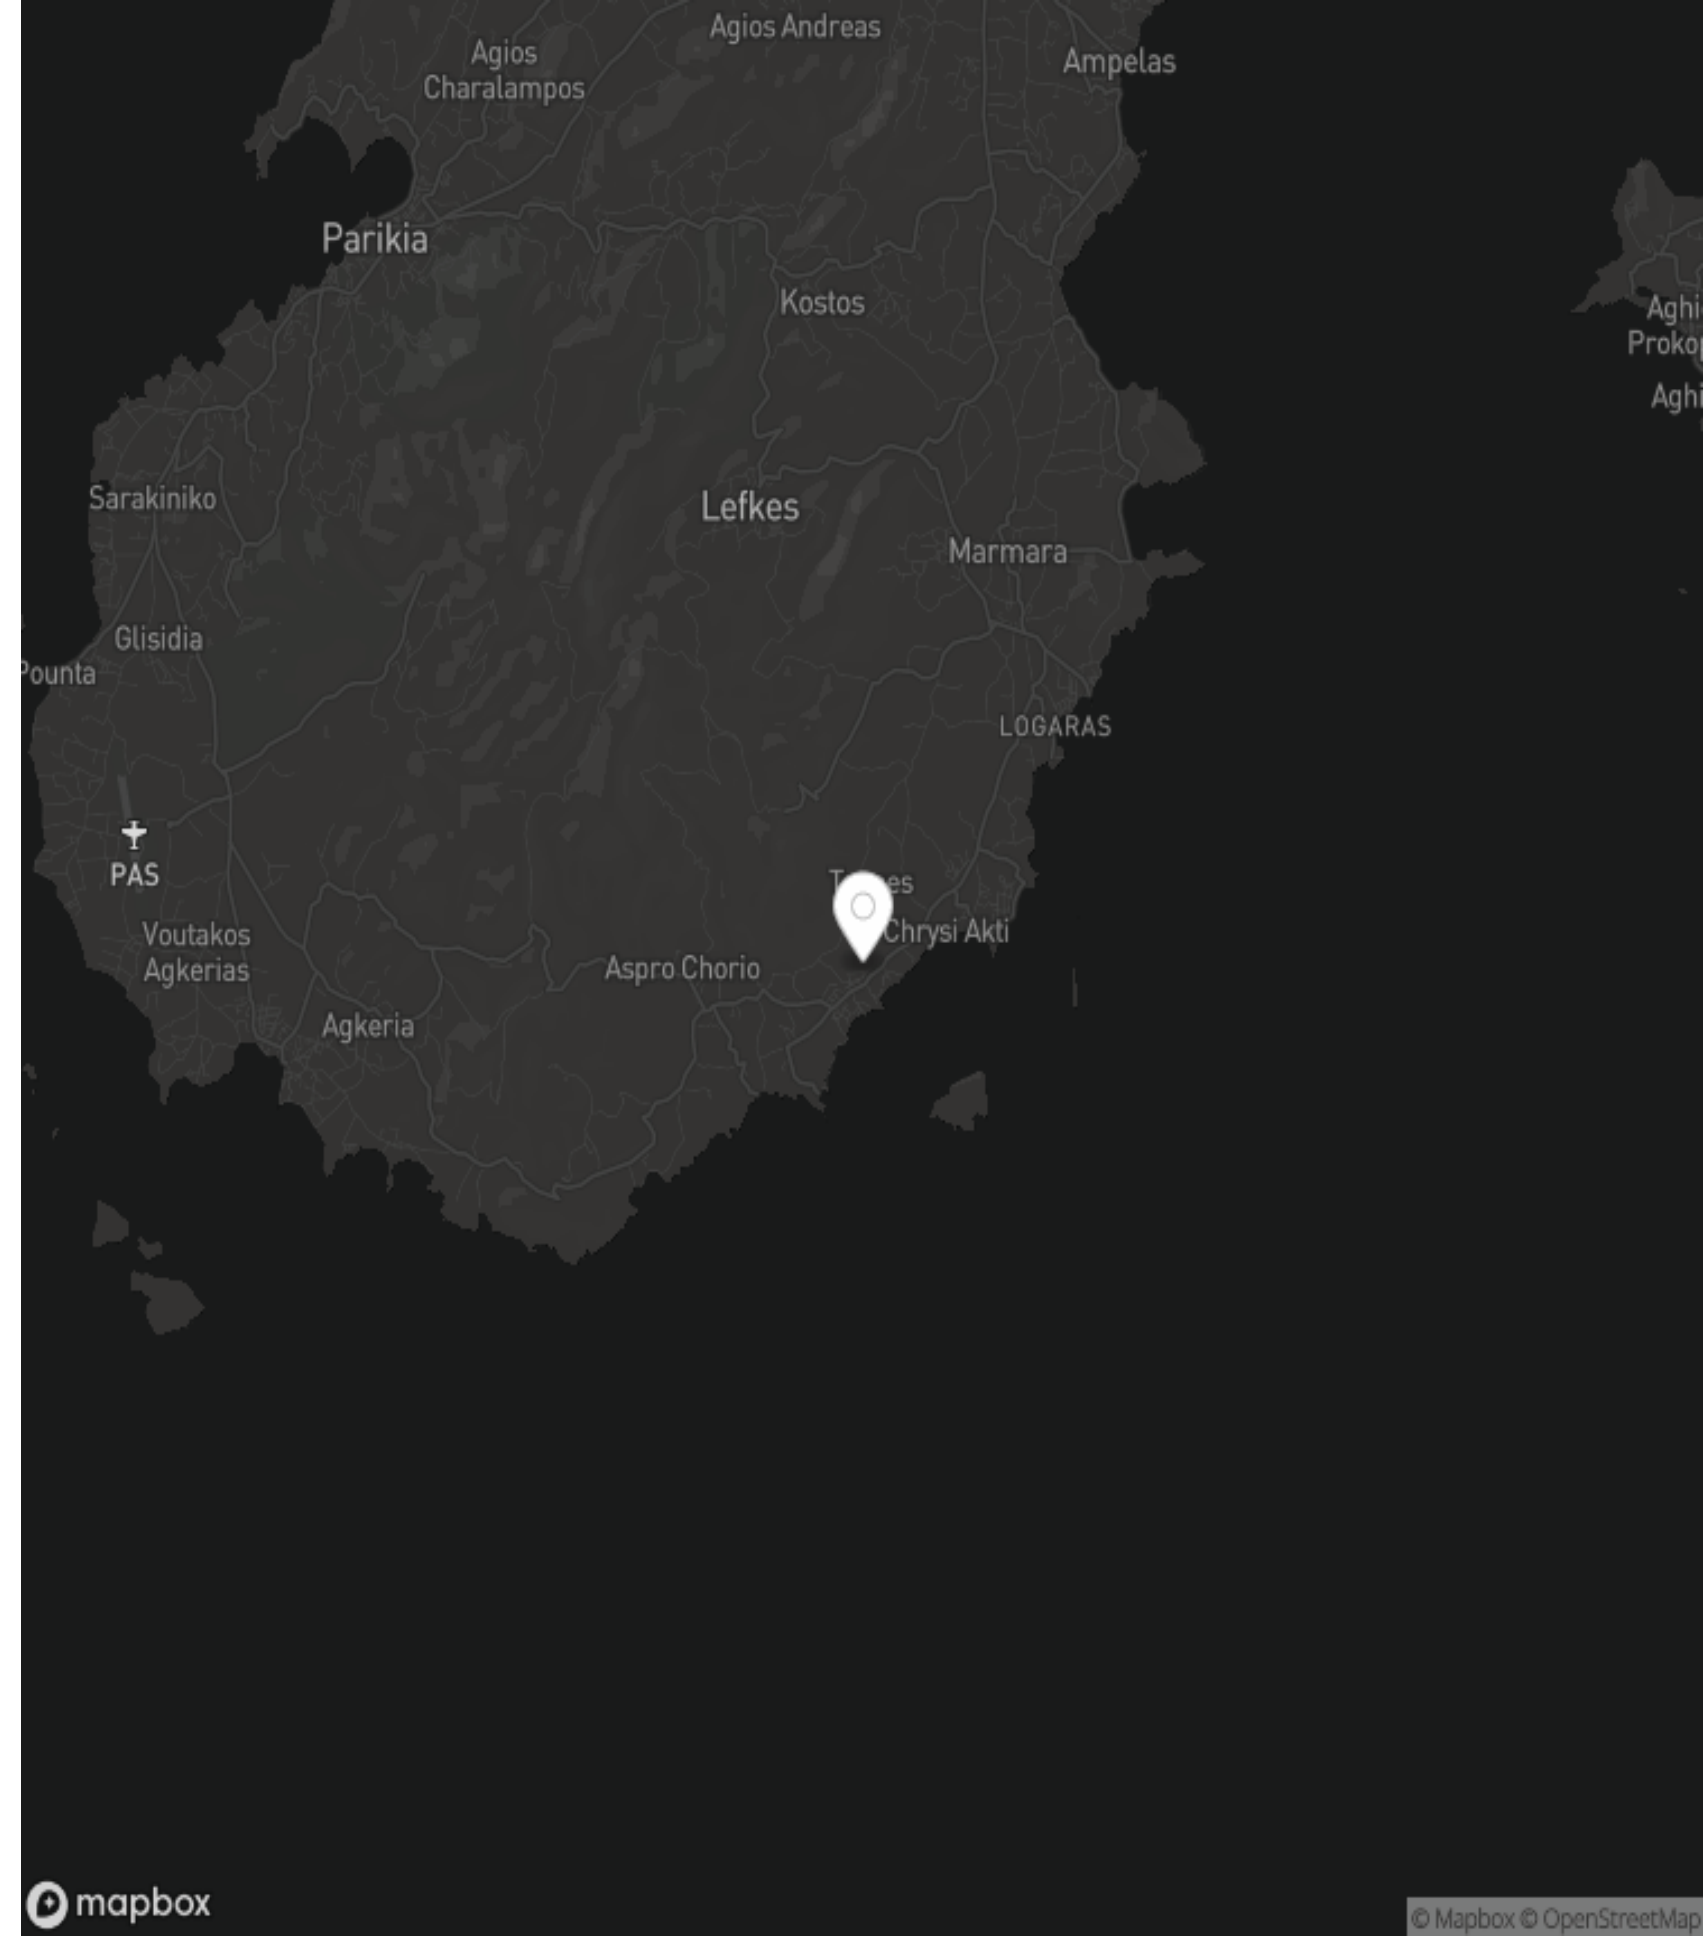 Agios Andreas
Agios
Charalampos
Ampelas
Parikia
Kostos
Aghi
Prokop
Aghi
Sarakiniko
Lefkes
Marmara
Glisidia
Pounta
LOGARAS
PAS
Chrysi Akti
Voutakos
Agkerias
Aspro Chorio
Agkeria
mapbox
© Mapbox © OpenStreetMap